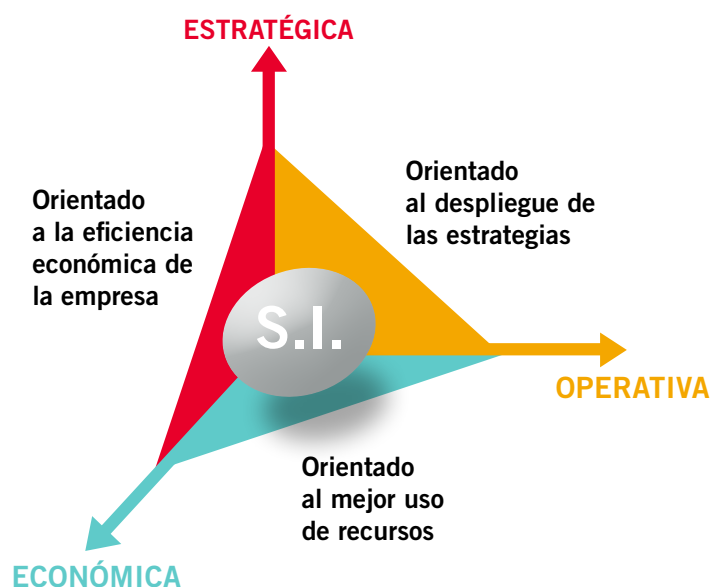 ESTRATÉGICA
Orientado
al despliegue de
las estrategias
Orientado
a la eficiencia
económica de
la empresa
S.I.
OPERATIVA
Orientado
al mejor uso
de recursos
ECONÓMICA